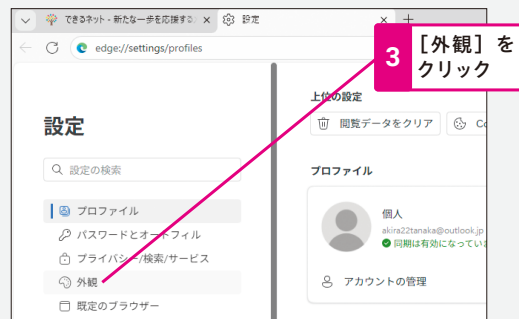 できるネット - 新たな一歩を応援する
設定
edge://settings/profiles
3 [外観] を
クリック
設定
設定の検索
プロファイル
パスワードとオートフィル
プライバシー/検索/サービス
外観
既定のブラウザー
上位の設定
閲覧データをクリア
プロファイル
個人
akira22tanaka@outlook.jp
同期は有効になってい
アカウントの管理